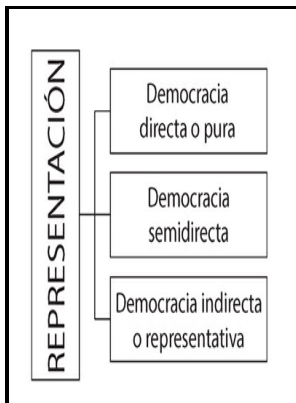 REPRESENTACIÓN
Democracia
directa o pura
Democracia
semidirecta
Democracia indirecta
o representativa